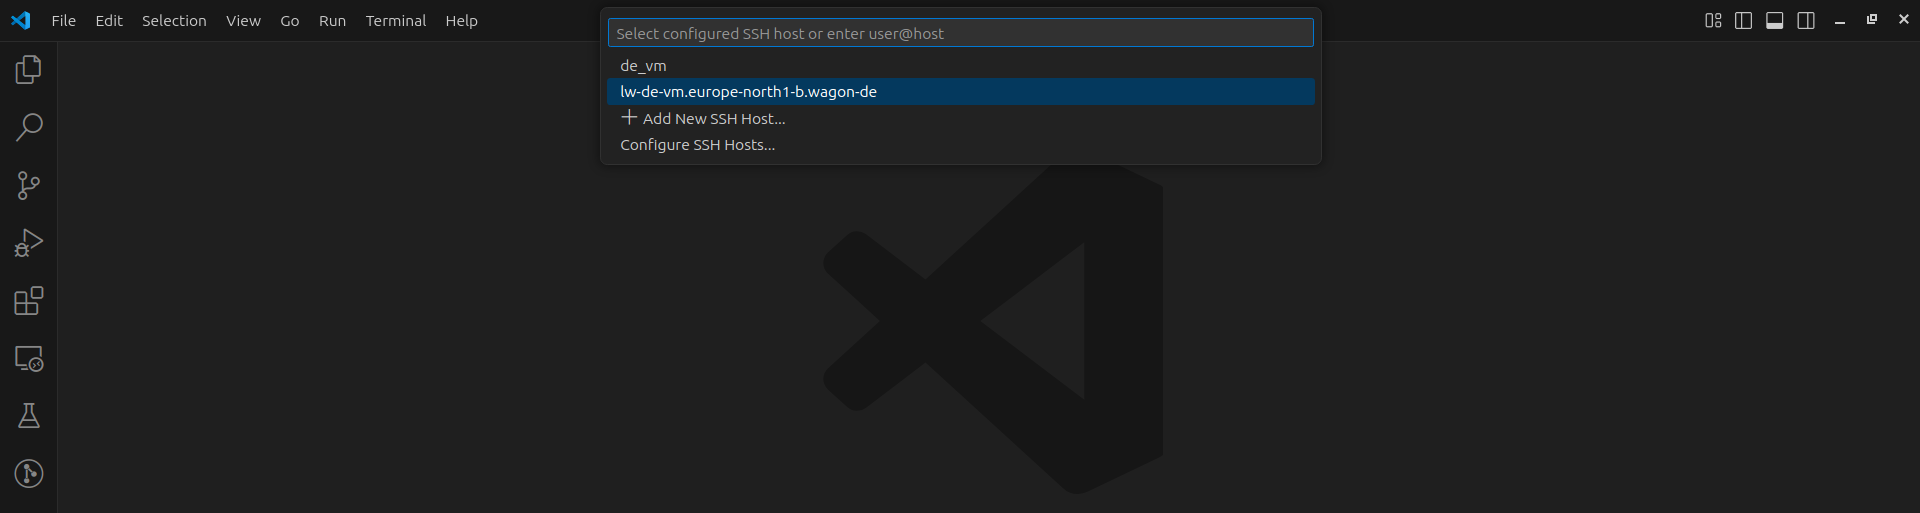 File Edit Selection View Go Run Terminal Help
Select configured SSH host or enter user@host
de_vm
lw-de-vm.europe-north1-b.wagon-de
+ Add New SSH Host...
Configure SSH Hosts...